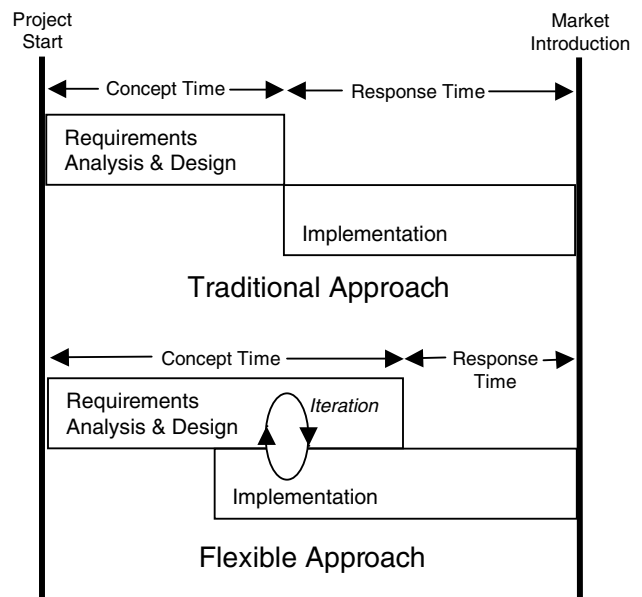 Project
Start
Market
Introduction
Concept Time
Response Time
Requirements
Analysis & Design
Implementation
Traditional Approach
Concept Time
Response
Time
Requirements
Analysis & Design
Iteration
Implementation
Flexible Approach